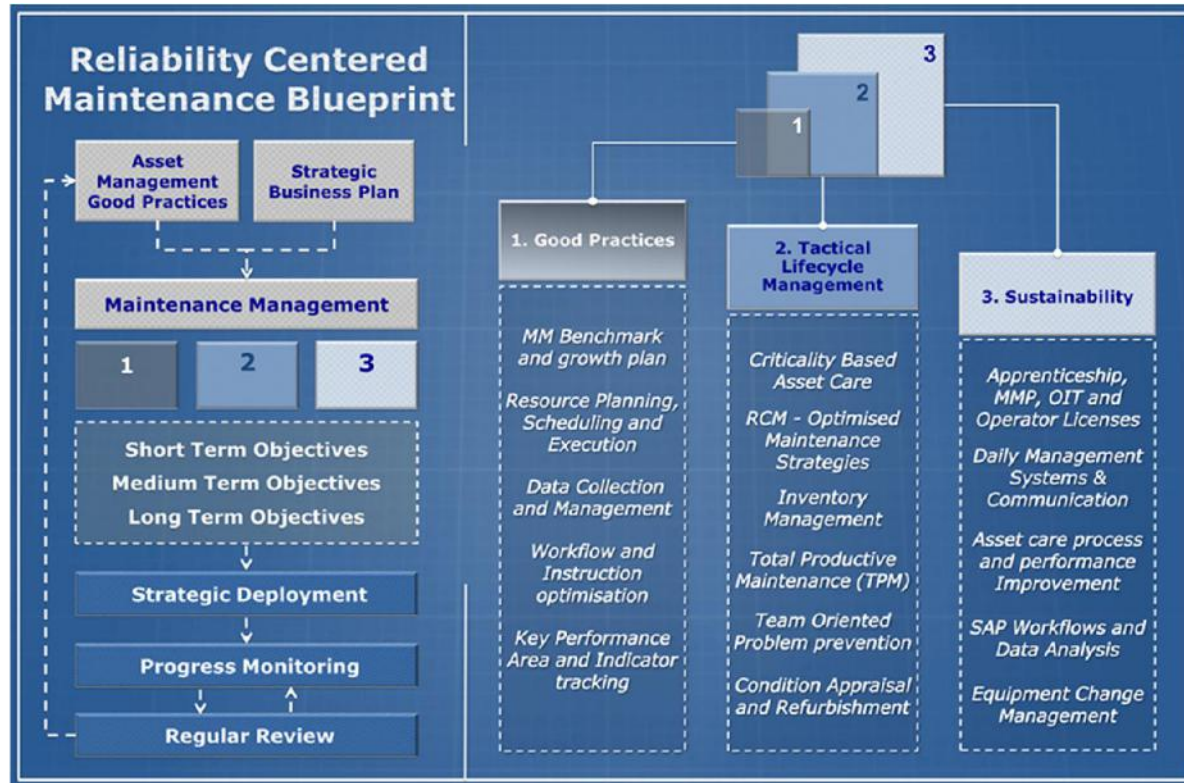 Reliability Centered
Maintenance Blueprint
Asset
Management
Good Practices
Strategic
Business Plan
Maintenance Management
1
2
3
Short Term Objectives
Medium Term Objectives
Long Term Objectives
Strategic Deployment
Progress Monitoring
Regular Review
3
2
1
1. Good Practices
MM Benchmark
and growth plan
Resource Planning,
Scheduling and
Execution
Data Collection
and Management
Workflow and
Instruction
optimisation
Key Performance
Area and Indicator
tracking
2. Tactical
Lifecycle
Management
Criticality Based
Asset Care
RCM - Optimised
Maintenance
Strategies
Inventory
Management
Total Productive
Maintenance (TPM)
Team Oriented
Problem prevention
Condition Appraisal
and Refurbishment
3. Sustainability
Apprenticeship,
MMP, OIT and
Operator Licenses
Daily Management
Systems &
Communication
Asset care process
and performance
Improvement
SAP Workflows and
Data Analysis
Equipment Change
Management